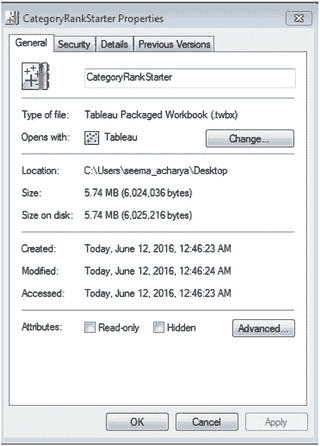 CategoryRankStarter Properties
General Security Details Previous Versions
CategoryRankStarter
Type of file: Tableau Packaged Workbook (.twbx)
Opens with: Tableau Change...
Location: C:\Users\seema_acharya\Desktop
Size: 5.74 MB (6,024,036 bytes)
Size on disk: 5.74 MB (6,025,216 bytes)
Created: Today, June 12, 2016, 12:46:23 AM
Modified: Today, June 12, 2016, 12:46:24 AM
Accessed: Today, June 12, 2016, 12:46:23 AM
Attributes: Read-only Hidden Advanced...
OK Cancel Apply